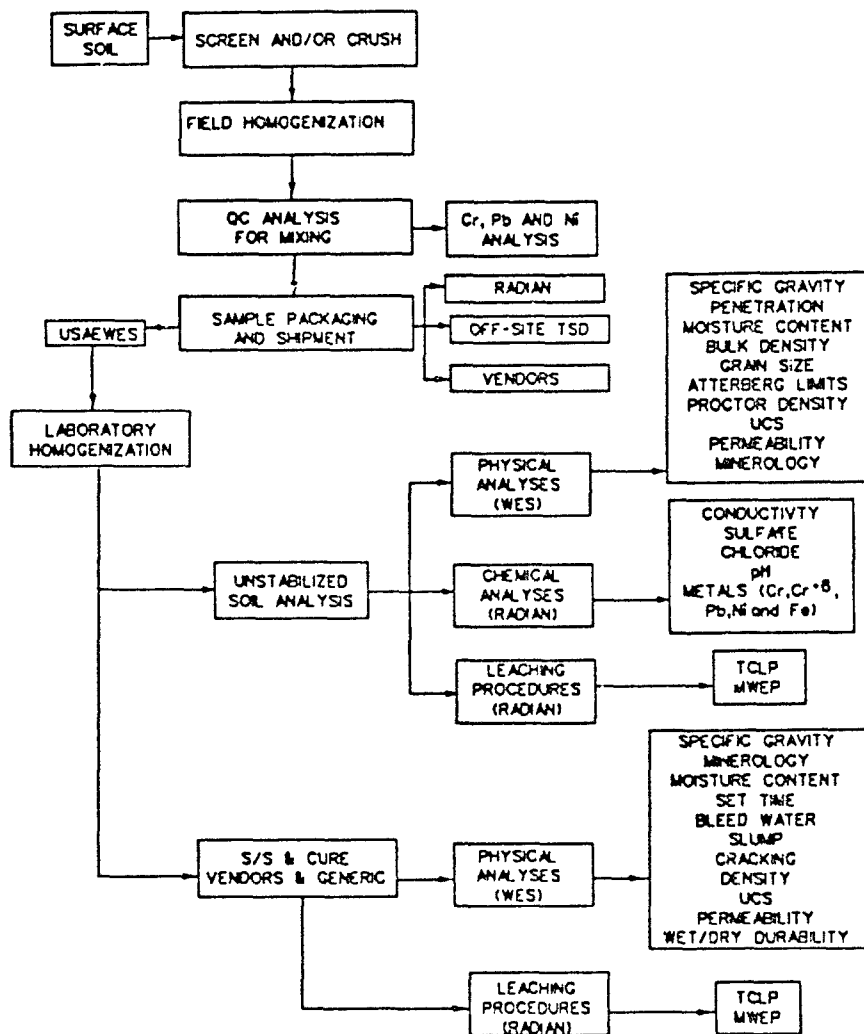 SURFACE
SOIL
SCREEN AND/OR CRUSH
FIELD HOMOGENIZATION
QC ANALYSIS
FOR MIXING
Cr, Pb AND Ni
ANALYSIS
SAMPLE PACKAGING
AND SHIPMENT
RADIAN
OFF-SITE TSD
VENDORS
USAEWES
LABORATORY
HOMOGENIZATION
UNSTABILIZED
SOIL ANALYSIS
PHYSICAL
ANALYSES
(WES)
SPECIFIC GRAVITY
PENETRATION
MOISTURE CONTENT
BULK DENSITY
GRAIN SIZE
ATTERBERG LIMITS
PROCTOR DENSITY
UCS
PERMEABILITY
MINEROLOGY
CHEMICAL
ANALYSES
(RADIAN)
CONDUCTIVTY
SULFATE
CHLORIDE
pH
METALS (Cr,Cr+6,
Pb,Ni and Fe)
LEACHING
PROCEDURES
(RADIAN)
TCLP
MWEP
S/S & CURE
VENDORS & GENERIC
PHYSICAL
ANALYSES
(WES)
SPECIFIC GRAVITY
MINEROLOGY
MOISTURE CONTENT
SET TIME
BLEED WATER
SLUMP
CRACKING
DENSITY
UCS
PERMEABILITY
WET/DRY DURABILITY
LEACHING
PROCEDURES
(RADIAN)
TCLP
MWEP